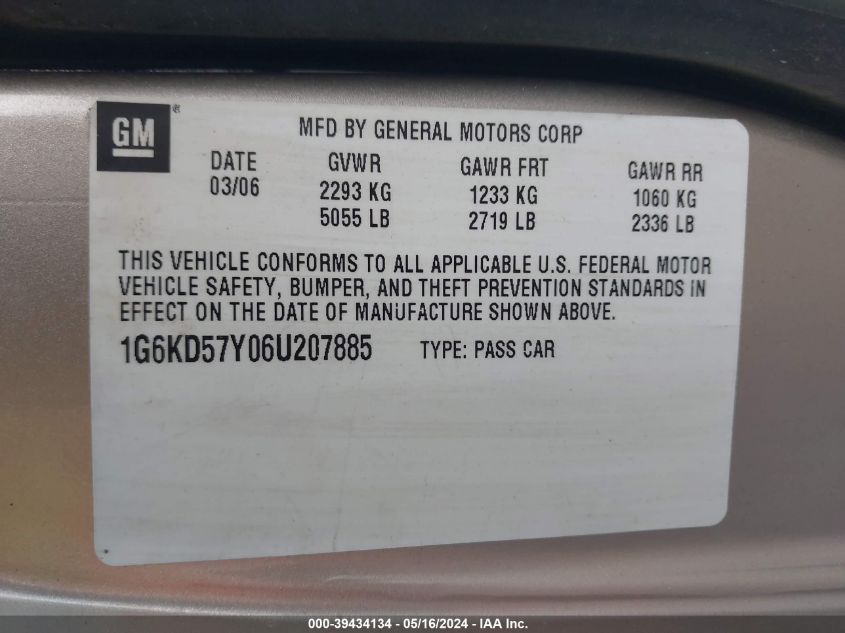 GM ®
MFD BY GENERAL MOTORS CORP
DATE GVWR GAWR FRT GAWR RR
03/06 2293 KG 1233 KG 1060 KG
5055 LB 2719 LB 2336 LB
THIS VEHICLE CONFORMS TO ALL APPLICABLE U.S. FEDERAL MOTOR
VEHICLE SAFETY, BUMPER, AND THEFT PREVENTION STANDARDS IN
EFFECT ON THE DATE OF MANUFACTURE SHOWN ABOVE.
1G6KD57Y06U207885 TYPE: PASS CAR
000-39434134 - 05/16/2024 - IAA Inc.